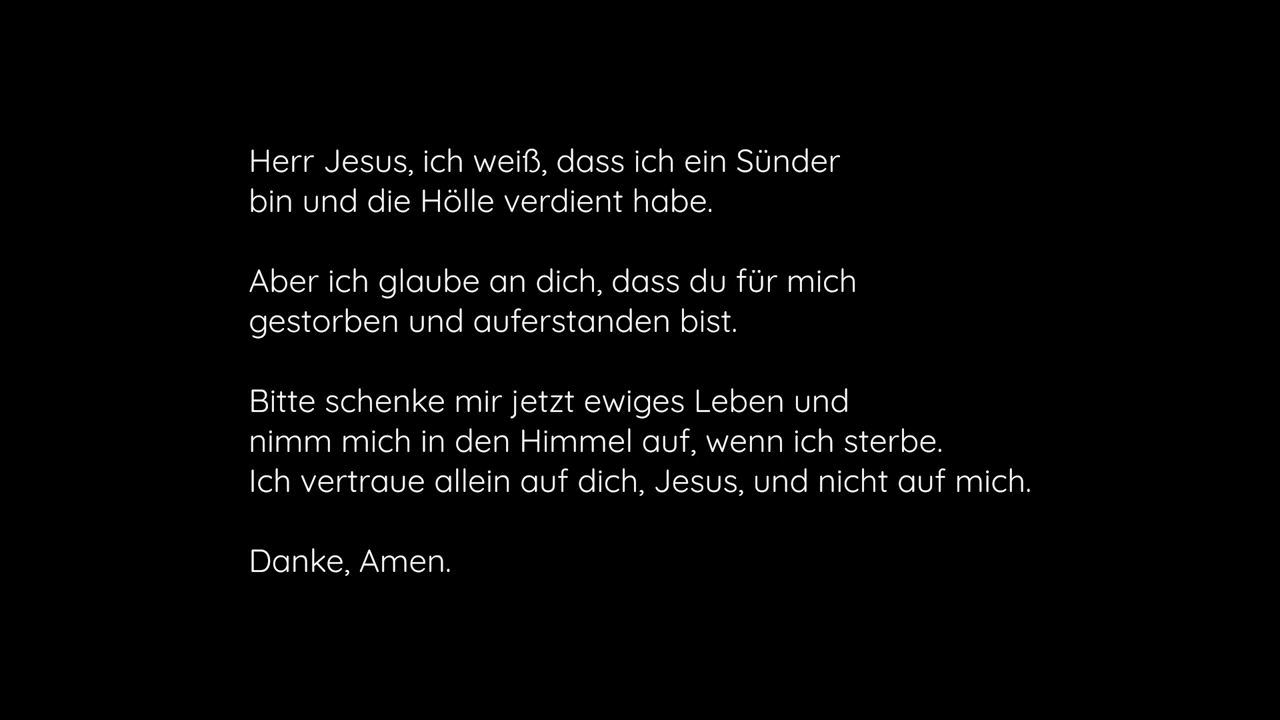 Herr Jesus, ich weiß, dass ich ein Sünder
bin und die Hölle verdient habe.
Aber ich glaube an dich, dass du für mich
gestorben und auferstanden bist.
Bitte schenke mir jetzt ewiges Leben und
nimm mich in den Himmel auf, wenn ich sterbe.
Ich vertraue allein auf dich, Jesus, und nicht auf mich.
Danke, Amen.